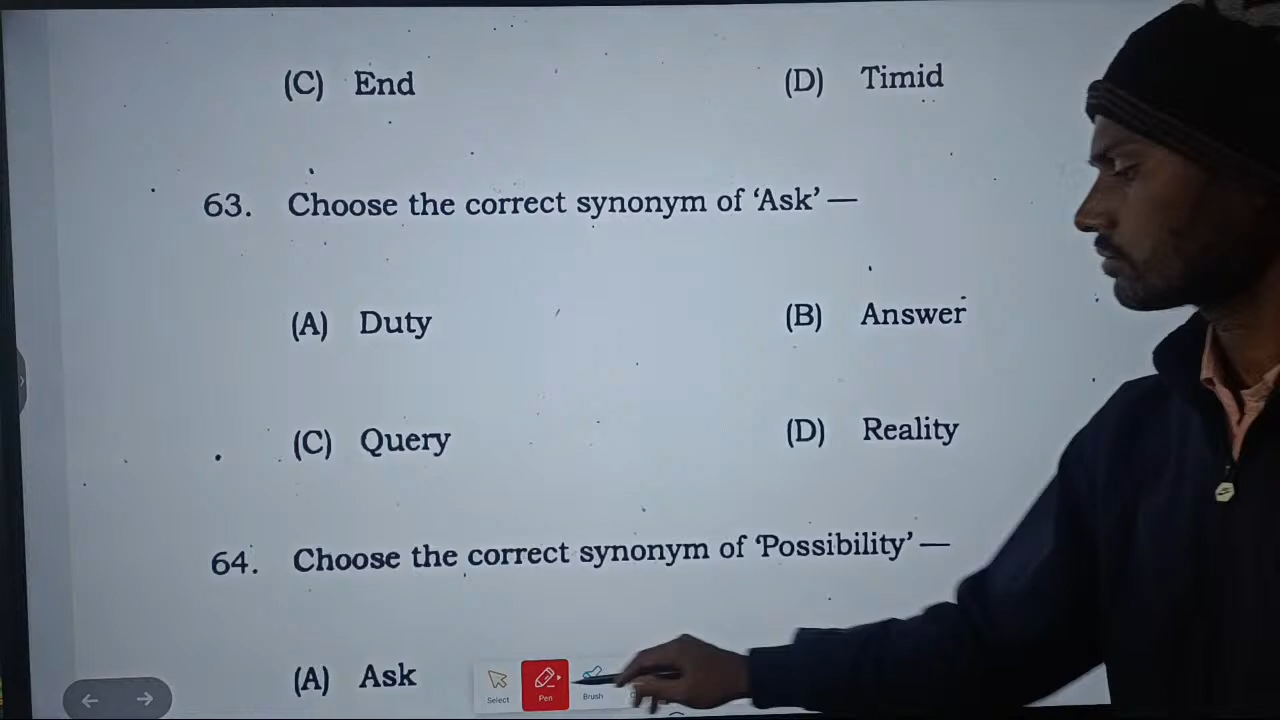 (C) End (D) Timid
63. Choose the correct synonym of ‘Ask’ —
(A) Duty (B) Answer
(C) Query (D) Reality
64. Choose the correct synonym of ‘Possibility’ —
(A) Ask
Select Pen Brush